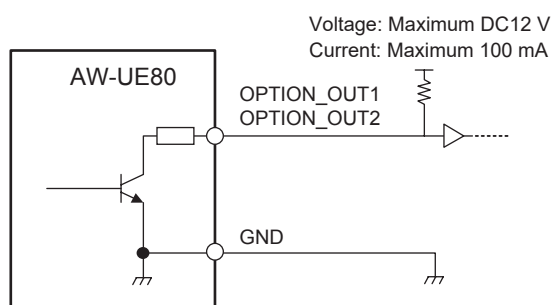 Voltage: Maximum DC12 V
Current: Maximum 100 mA
AW-UE80
OPTION_OUT1
OPTION_OUT2
GND